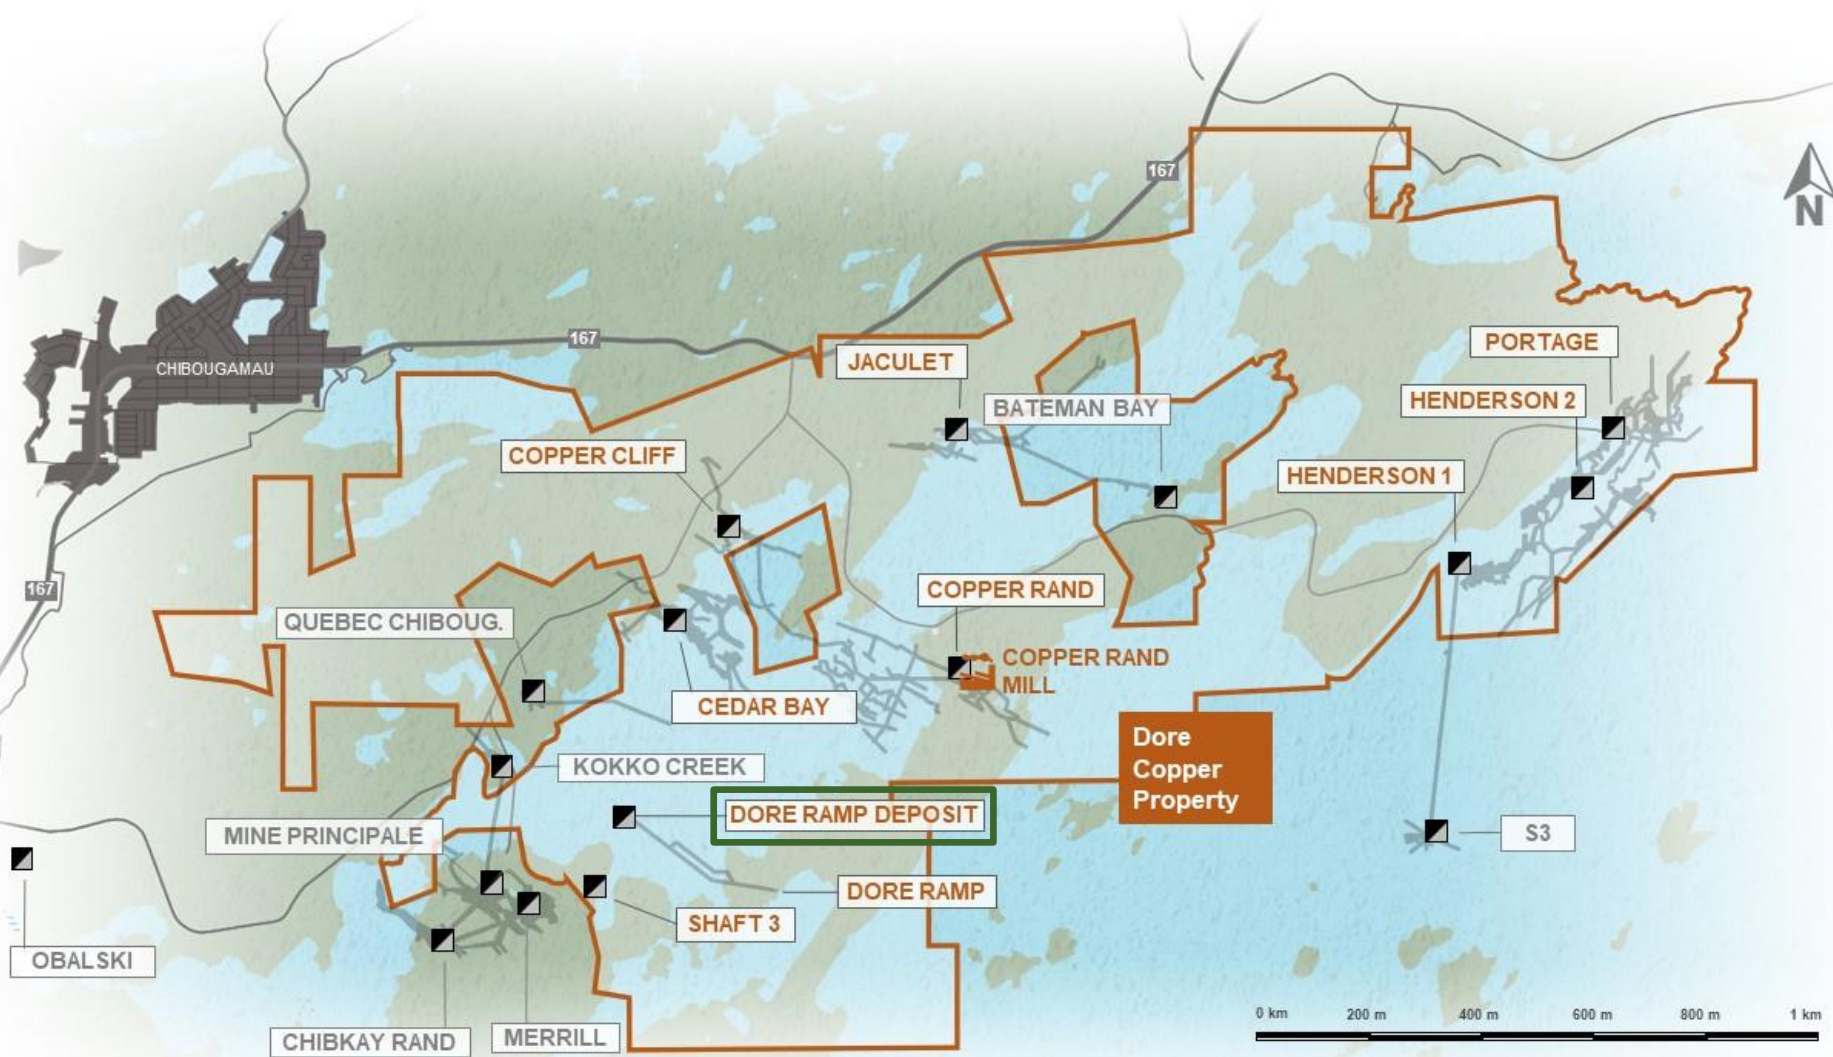 167
N
167
CHIBOUGAMAU
JACULET
PORTAGE
BATEMAN BAY
HENDERSON 2
COPPER CLIFF
HENDERSON 1
167
COPPER RAND
QUEBEC CHIBOUG.
COPPER RAND
MILL
CEDAR BAY
Dore
Copper
Property
KOKKO CREEK
DORE RAMP DEPOSIT
MINE PRINCIPALE
S3
DORE RAMP
SHAFT 3
OBALSKI
CHIBKAY RAND
MERRILL
0 km 200 m 400 m 600 m 800 m 1 km